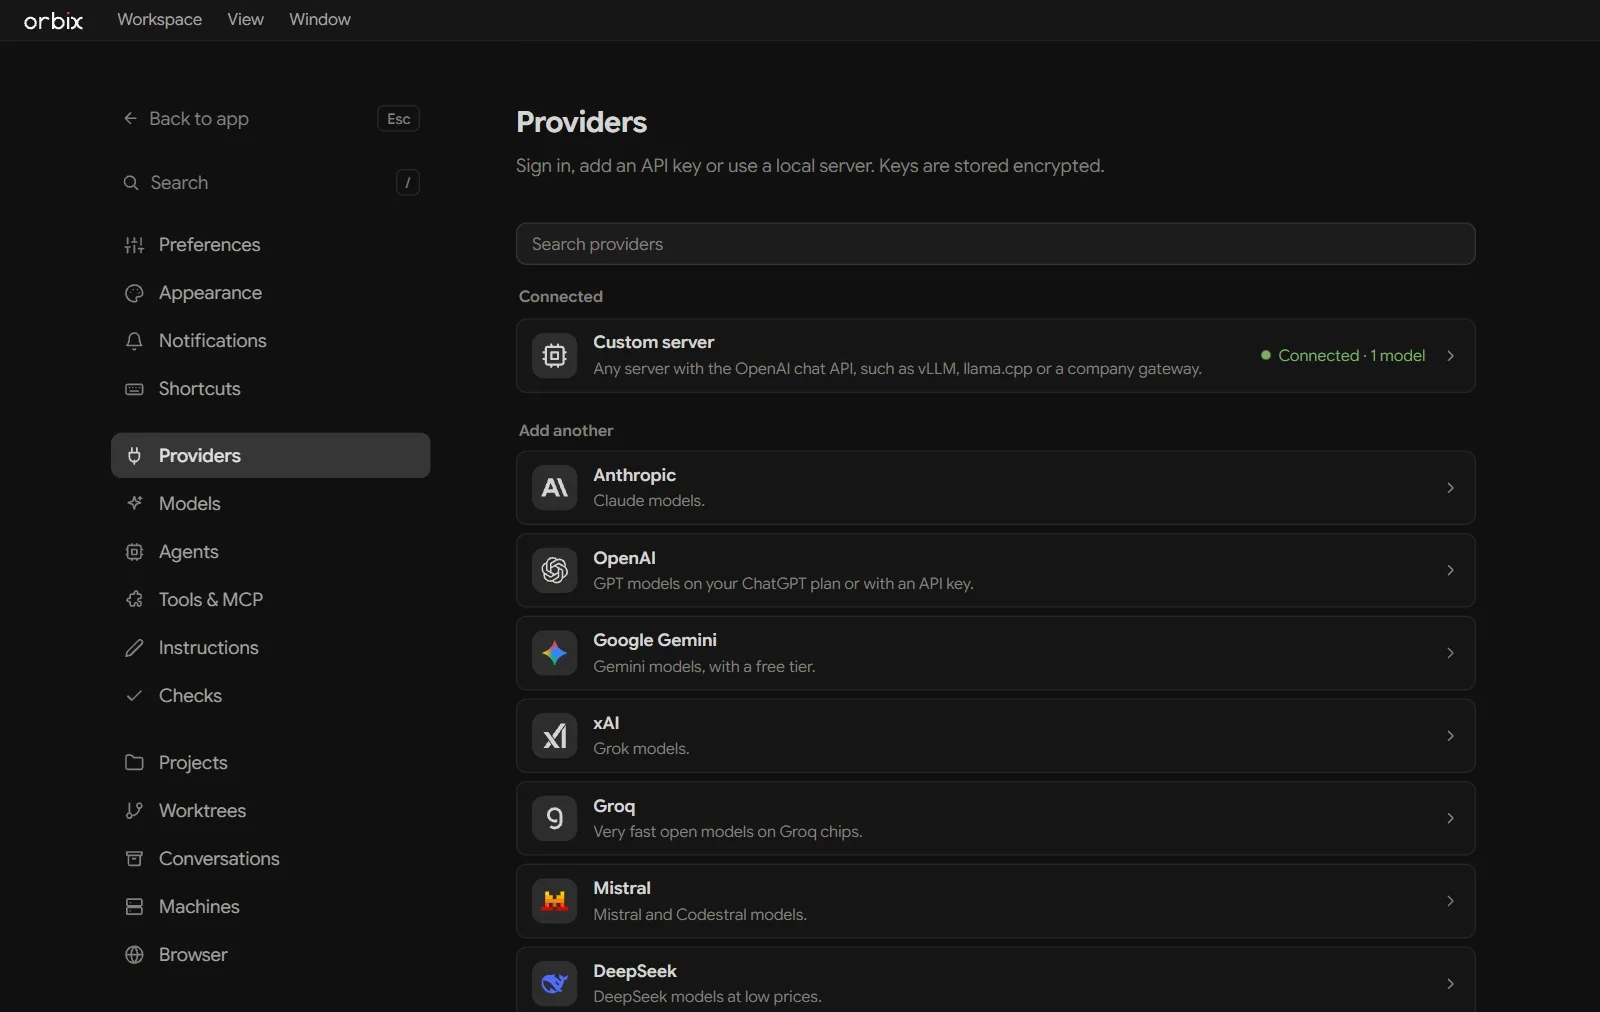 orbix
Workspace
View
Window
Back to app
Esc
Search
/
Preferences
Appearance
Notifications
Shortcuts
Providers
Models
Agents
Tools & MCP
Instructions
Checks
Projects
Worktrees
Conversations
Machines
Browser
Providers
Sign in, add an API key or use a local server. Keys are stored encrypted.
Search providers
Connected
Custom server
Any server with the OpenAI chat API, such as vLLM, llama.cpp or a company gateway.
Connected · 1 model
Add another
Anthropic
Claude models.
OpenAI
GPT models on your ChatGPT plan or with an API key.
Google Gemini
Gemini models, with a free tier.
xAI
Grok models.
Groq
Very fast open models on Groq chips.
Mistral
Mistral and Codestral models.
DeepSeek
DeepSeek models at low prices.